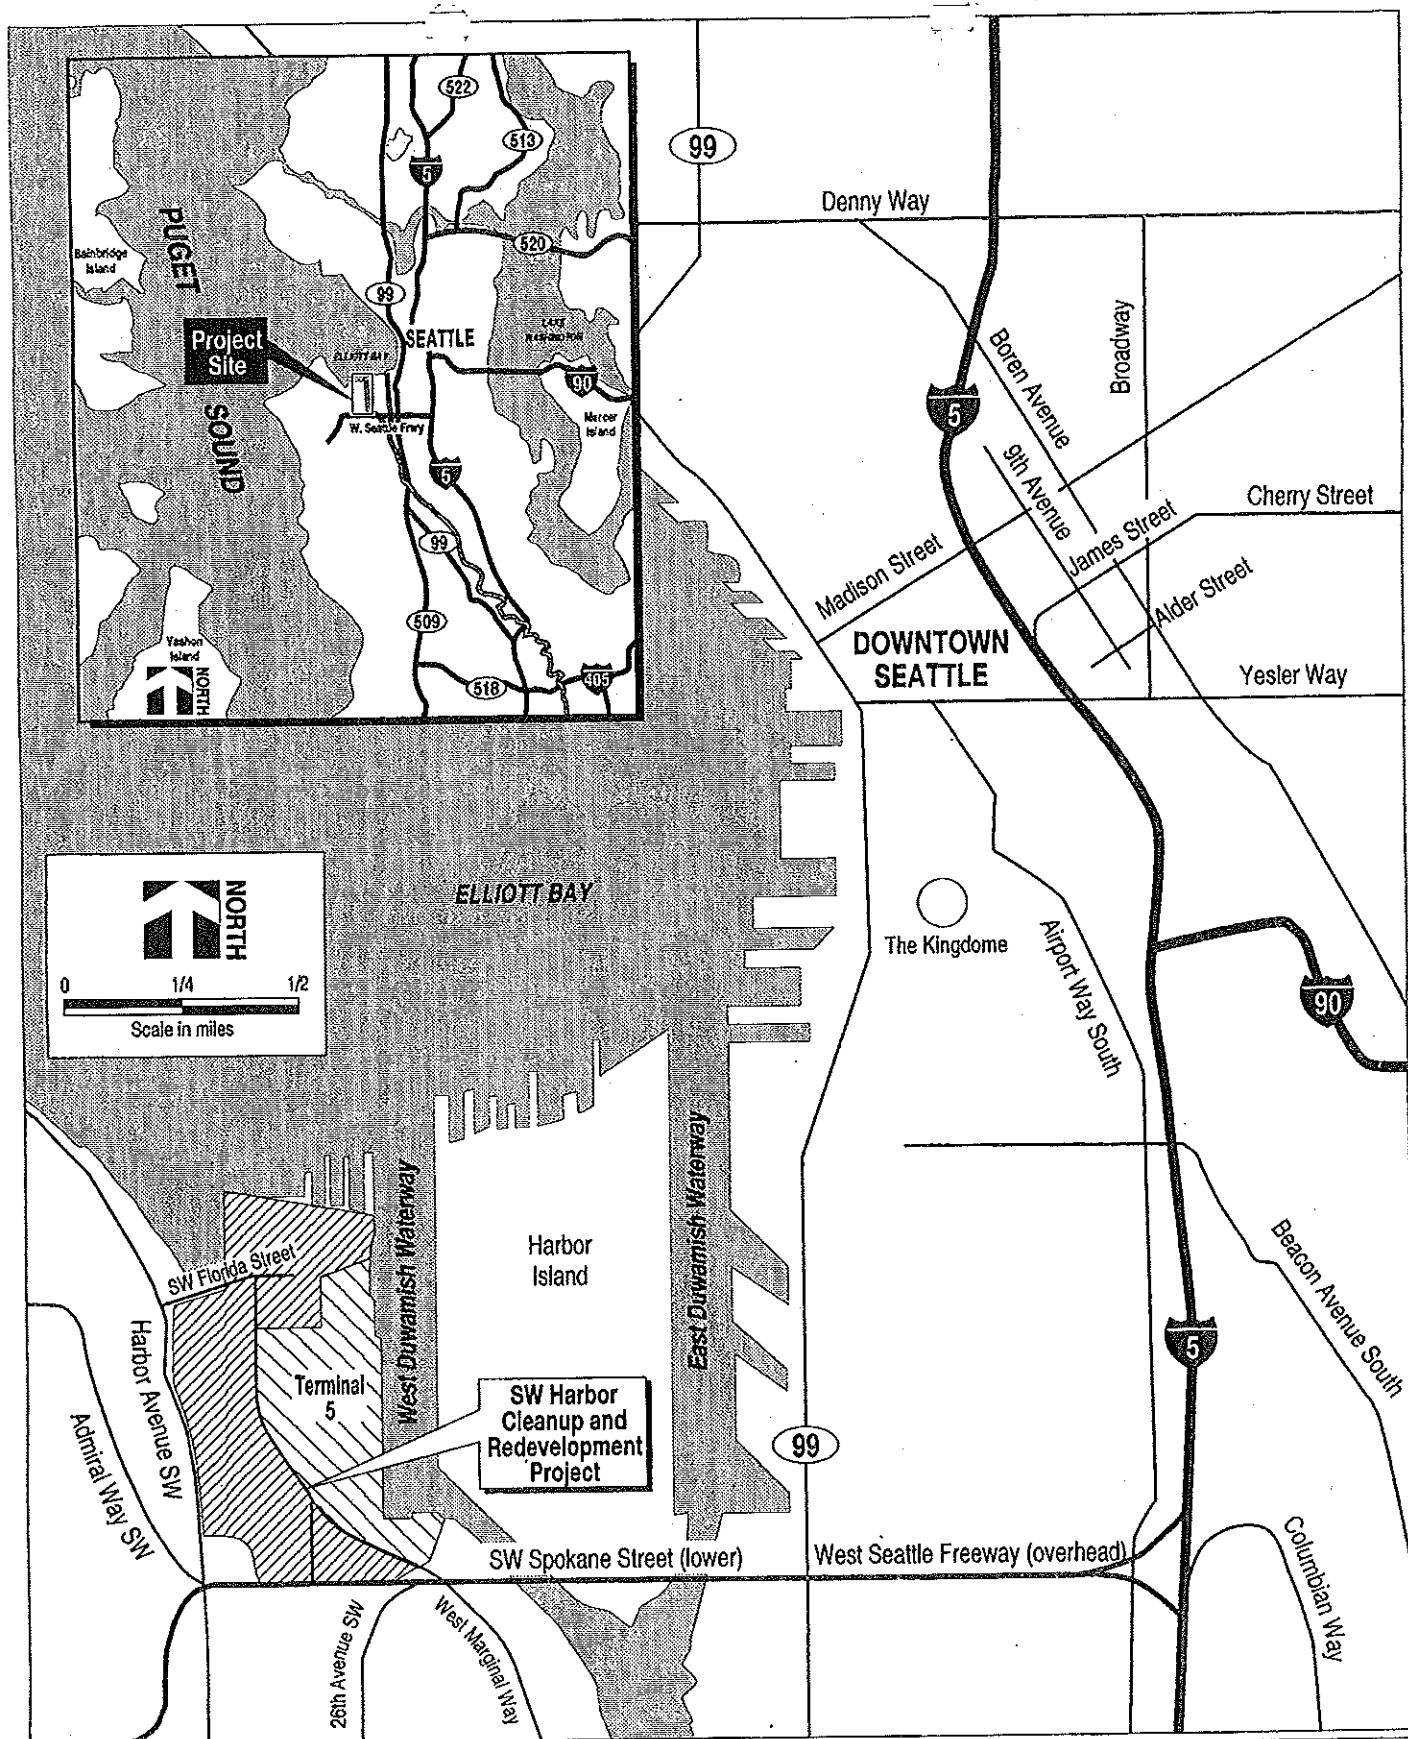 522
513
5
99
Denny Way
PUGET
Bainbridge
Island
520
99
Project
Site
ELLIOTT BAY
SEATTLE
LAKE
WASHINGTON
90
Mercer
Island
W. Seattle Frwy
SOUND
5
99
509
Vashon
Island
NORTH
518
405
5
Boren Avenue
Broadway
9th Avenue
Cherry Street
James Street
Madison Street
Alder Street
DOWNTOWN
SEATTLE
Yesler Way
NORTH
0 1/4 1/2
Scale in miles
ELLIOTT BAY
The Kingdome
Airport Way South
90
West Duwamish Waterway
East Duwamish Waterway
Harbor
Island
SW Florida Street
Beacon Avenue South
5
Harbor Avenue SW
Admiral Way SW
Terminal
5
SW Harbor
Cleanup and
Redevelopment
Project
99
SW Spokane Street (lower)
West Seattle Freeway (overhead)
Columbian Way
26th Avenue SW
West Marginal Way